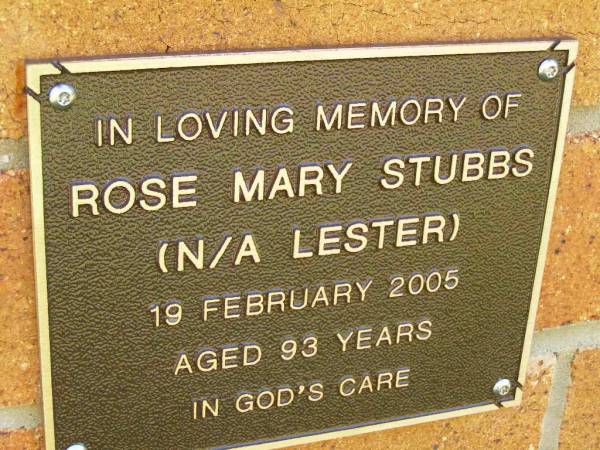 IN LOVING MEMORY OF
ROSE MARY STUBBS
(N/A LESTER)
19 FEBRUARY 2005
AGED 93 YEARS
IN GOD'S CARE